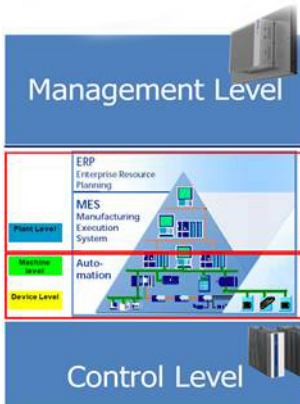 Management Level
ERP
Enterprise Resource
Planning
MES
Manufacturing
Execution
System
Plant Level
Machine
level
Auto-
mation
Device Level
Control Level